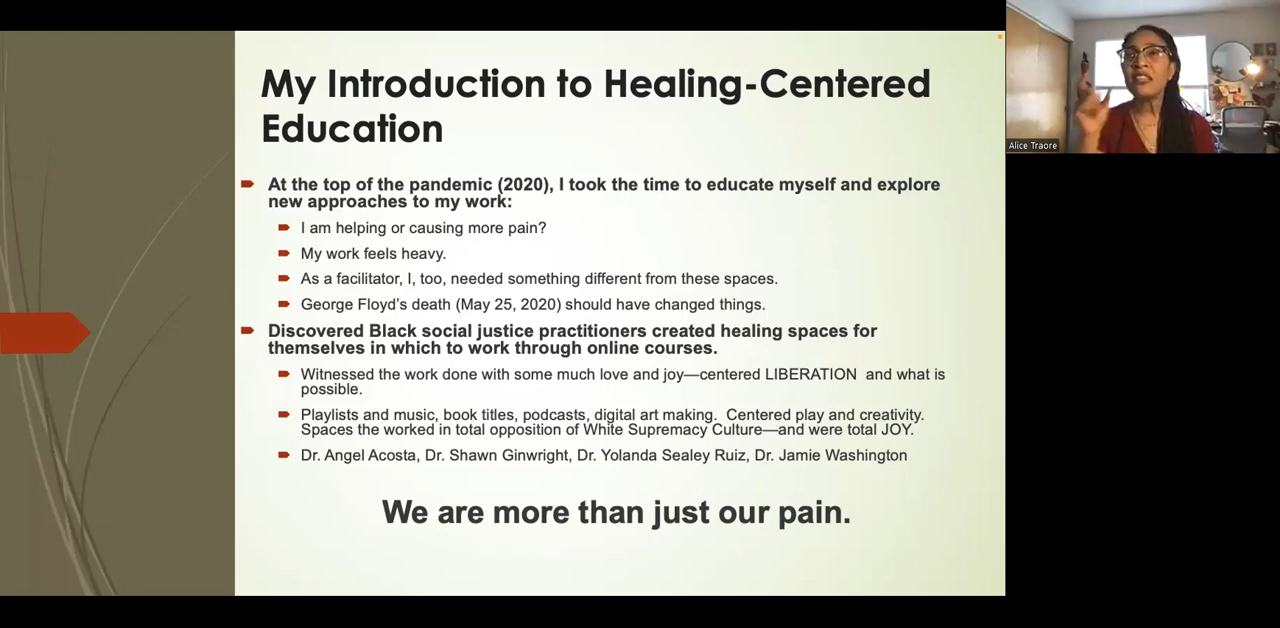 My Introduction to Healing-Centered
Education
At the top of the pandemic (2020), I took the time to educate myself and explore
new approaches to my work:
I am helping or causing more pain?
My work feels heavy.
As a facilitator, I, too, needed something different from these spaces.
George Floyd's death (May 25, 2020) should have changed things.
Discovered Black social justice practitioners created healing spaces for
themselves in which to work through online courses.
Witnessed the work done with some much love and joy—centered LIBERATION and what is
possible.
Playlists and music, book titles, podcasts, digital art making. Centered play and creativity.
Spaces the worked in total opposition of White Supremacy Culture—and were total JOY.
Dr. Angel Acosta, Dr. Shawn Ginwright, Dr. Yolanda Sealey Ruiz, Dr. Jamie Washington
We are more than just our pain.
Alice Traore